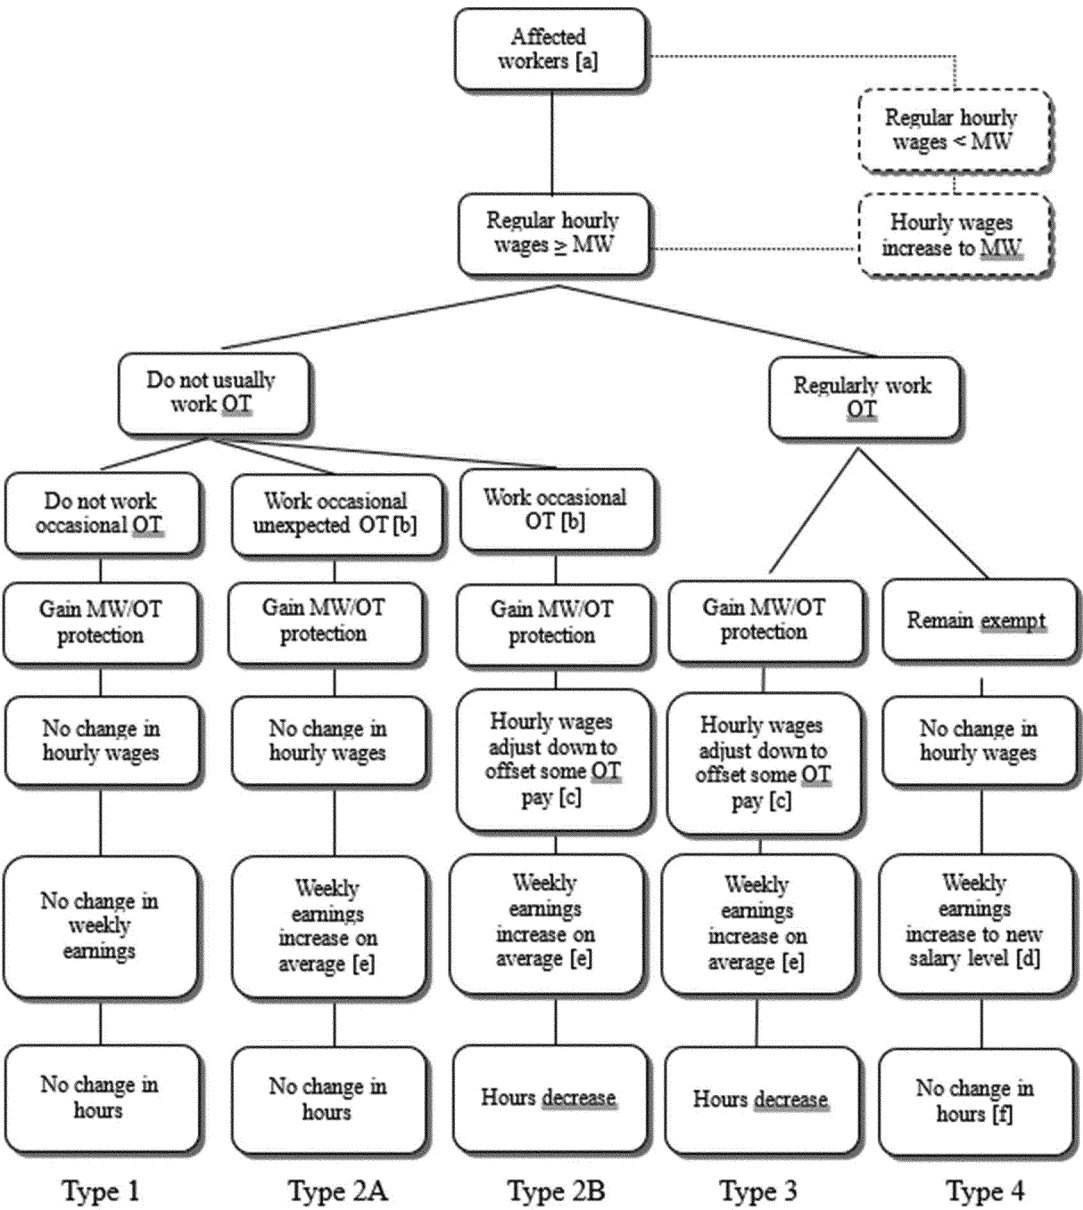 Affected
workers [a]
Regular hourly
wages < MW
Regular hourly
wages ≥ MW
Hourly wages
increase to MW
Do not usually
work OT
Regularly work
OT
Do not work
occasional OT
Work occasional
unexpected OT [b]
Work occasional
OT [b]
Gain MW/OT
protection
Gain MW/OT
protection
Gain MW/OT
protection
Gain MW/OT
protection
Remain exempt
No change in
hourly wages
No change in
hourly wages
Hourly wages
adjust down to
offset some OT
pay [c]
Hourly wages
adjust down to
offset some OT
pay [c]
No change in
hourly wages
No change in
weekly
earnings
Weekly
earnings
increase on
average [e]
Weekly
earnings
increase on
average [e]
Weekly
earnings
increase on
average [e]
Weekly
earnings
increase to new
salary level [d]
No change in
hours
No change in
hours
Hours decrease
Hours decrease
No change in
hours [f]
Type 1
Type 2A
Type 2B
Type 3
Type 4